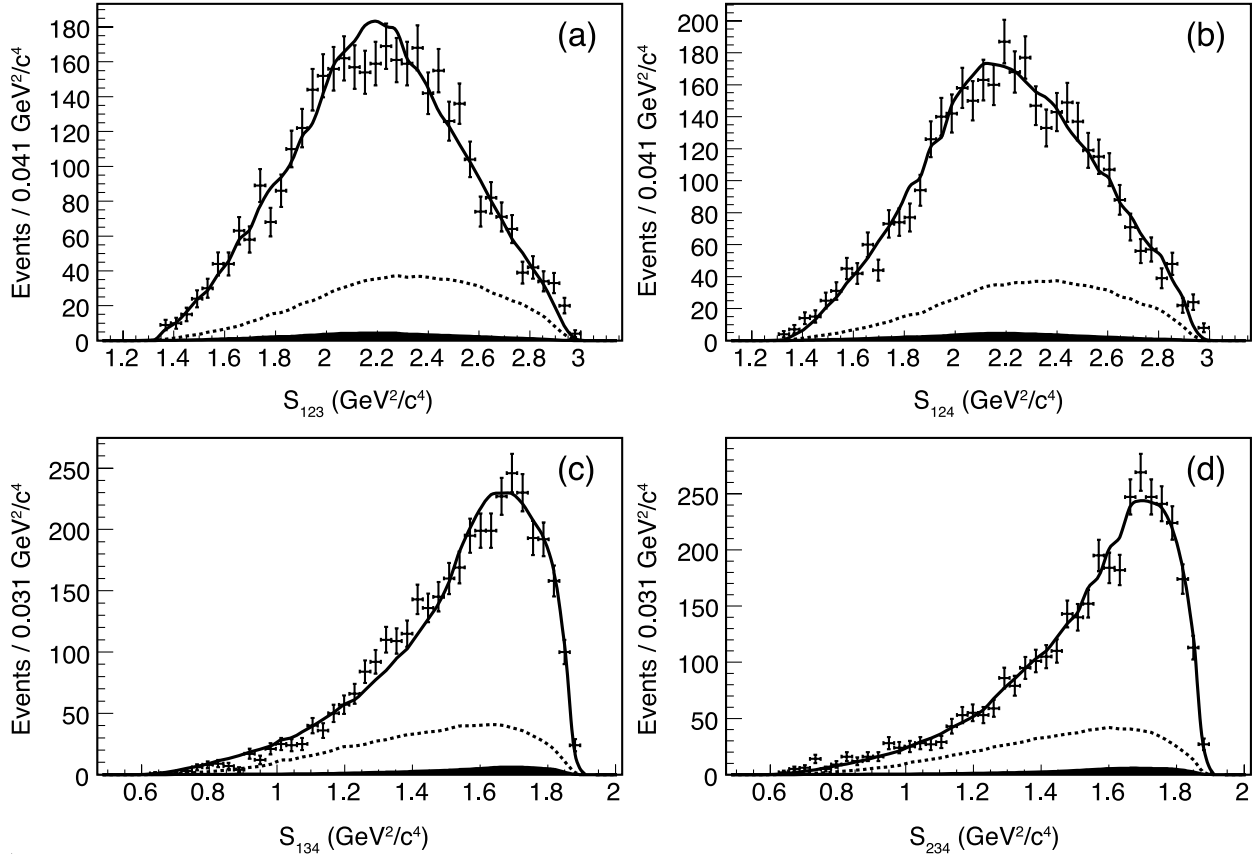 (a)
Events / 0.041 GeV²/c⁴
180
160
140
120
100
80
60
40
20
0
1.2 1.4 1.6 1.8 2 2.2 2.4 2.6 2.8 3
S₁₂₃ (GeV²/c⁴)
(b)
Events / 0.041 GeV²/c⁴
200
180
160
140
120
100
80
60
40
20
0
1.2 1.4 1.6 1.8 2 2.2 2.4 2.6 2.8 3
S₁₂₄ (GeV²/c⁴)
(c)
Events / 0.031 GeV²/c⁴
250
200
150
100
50
0
0.6 0.8 1 1.2 1.4 1.6 1.8 2
S₁₃₄ (GeV²/c⁴)
(d)
Events / 0.031 GeV²/c⁴
250
200
150
100
50
0
0.6 0.8 1 1.2 1.4 1.6 1.8 2
S₂₃₄ (GeV²/c⁴)